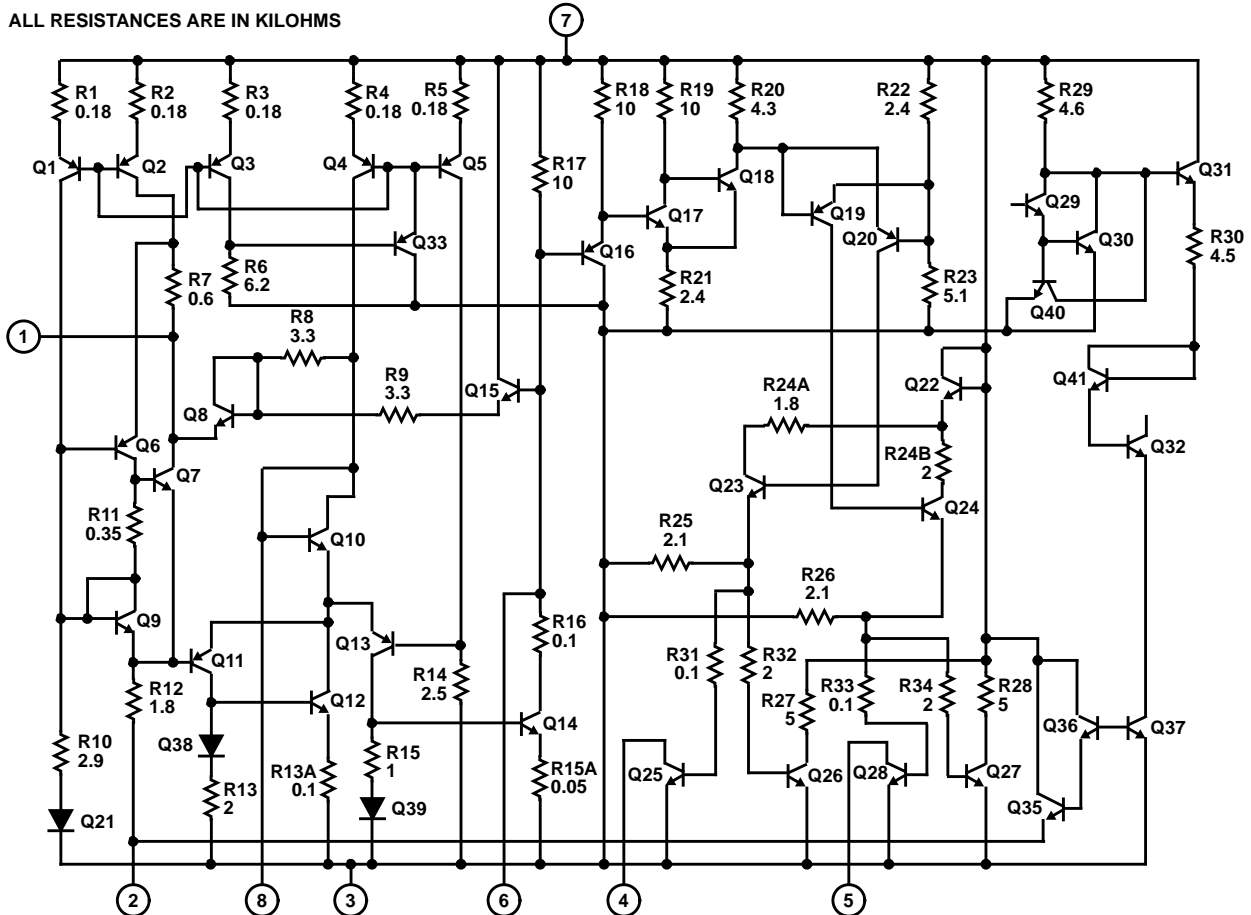 ALL RESISTANCES ARE IN KILOHMS
7
R1
0.18
R2
0.18
R3
0.18
R4
0.18
R5
0.18
R18
10
R19
10
R20
4.3
R22
2.4
R29
4.6
Q1
Q2
Q3
Q4
Q5
R17
10
Q18
Q31
Q33
Q16
Q17
Q19
Q20
Q29
Q30
R30
4.5
R7
0.6
R6
6.2
R21
2.4
R23
5.1
Q40
1
R8
3.3
R9
3.3
Q15
Q22
Q41
R24A
1.8
Q8
Q6
Q7
R24B
2
Q32
Q23
Q24
R11
0.35
Q10
R25
2.1
R26
2.1
Q9
Q11
Q13
R16
0.1
R14
2.5
R31
0.1
R32
2
R12
1.8
Q12
R27
5
R33
0.1
R34
2
R28
5
Q14
Q36
Q37
R10
2.9
Q38
R13
2
R13A
0.1
R15
1
R15A
0.05
Q39
Q25
Q26
Q28
Q27
Q35
Q21
2
8
3
6
4
5